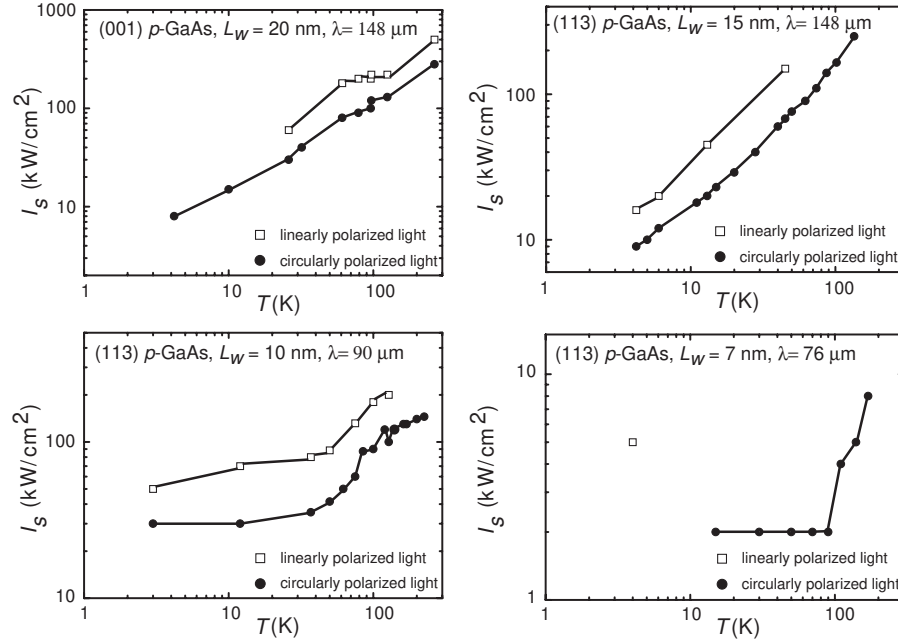 (001) p-GaAs, L_W = 20 nm, λ= 148 μm
1000
100
10
I_S (kW/cm²)
linearly polarized light
circularly polarized light
1
10
100
T(K)
(113) p-GaAs, L_W = 15 nm, λ= 148 μm
100
10
I_S (kW/cm²)
linearly polarized light
circularly polarized light
1
10
100
T(K)
(113) p-GaAs, L_W = 10 nm, λ= 90 μm
100
10
I_S (kW/cm²)
linearly polarized light
circularly polarized light
1
10
100
T(K)
(113) p-GaAs, L_W = 7 nm, λ= 76 μm
10
1
I_S (kW/cm²)
linearly polarized light
circularly polarized light
1
10
100
T(K)